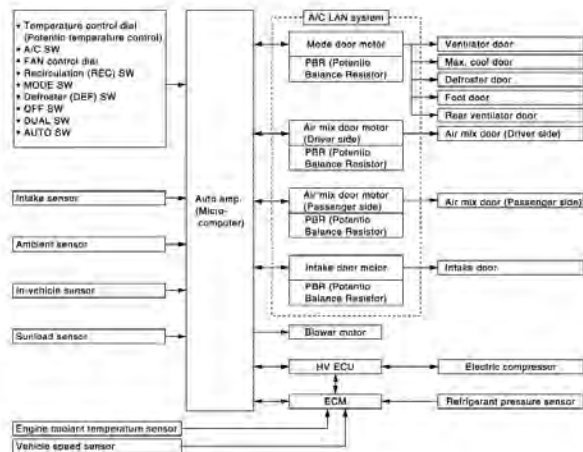 • Temperature control dial
(Potentio temperature control)
• A/C SW
• FAN control dial
• Recirculation (REC) SW
• MODE SW
• Defroster (DEF) SW
• OFF SW
• DUAL SW
• AUTO SW
Intake sensor
Ambient sensor
In-vehicle sensor
Sunload sensor
Engine coolant temperature sensor
Vehicle speed sensor
Auto amp.
(Micro-
computer)
A/C LAN system
Mode door motor
PBR (Potentio
Balance Resistor)
Air mix door motor
(Driver side)
PBR (Potentio
Balance Resistor)
Air mix door motor
(Passenger side)
PBR (Potentio
Balance Resistor)
Intake door motor
PBR (Potentio
Balance Resistor)
Blower motor
HV ECU
ECM
Ventilator door
Max. cool door
Defroster door
Foot door
Rear ventilator door
Air mix door (Driver side)
Air mix door (Passenger side)
Intake door
Electric compressor
Refrigerant pressure sensor